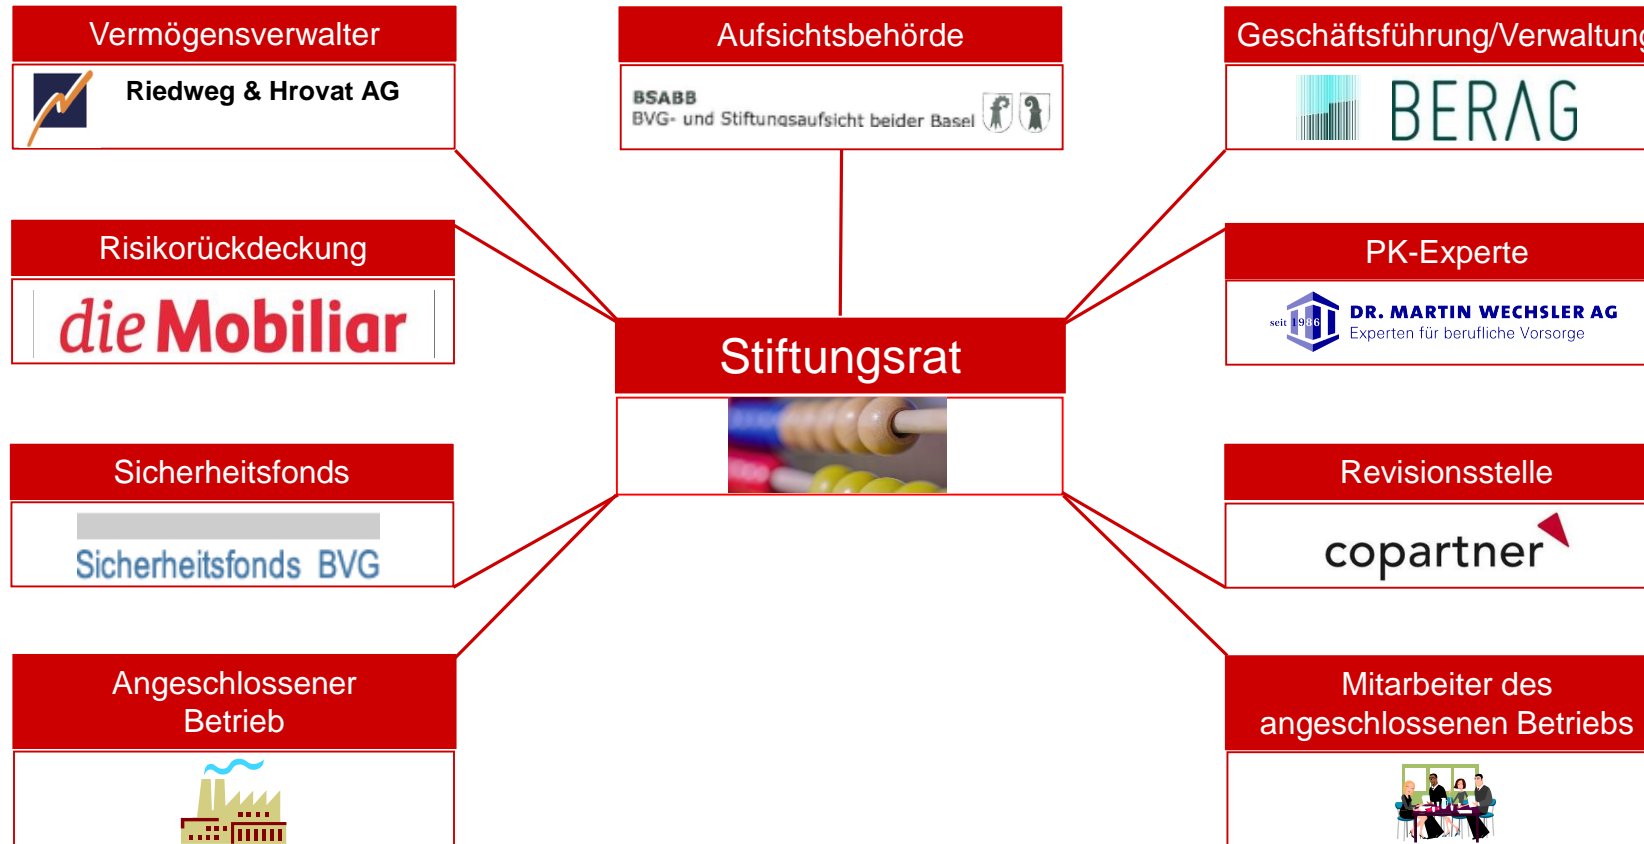 Vermögensverwalter
Riedweg & Hrovat AG
Aufsichtsbehörde
BSABB
BVG- und Stiftungsaufsicht beider Basel
Geschäftsführung/Verwaltung
BERAG
Risikorückdeckung
die Mobiliar
PK-Experte
seit 1986
DR. MARTIN WECHSLER AG
Experten für berufliche Vorsorge
Stiftungsrat
Sicherheitsfonds
Sicherheitsfonds BVG
Revisionsstelle
copartner
Angeschlossener
Betrieb
Mitarbeiter des
angeschlossenen Betriebs